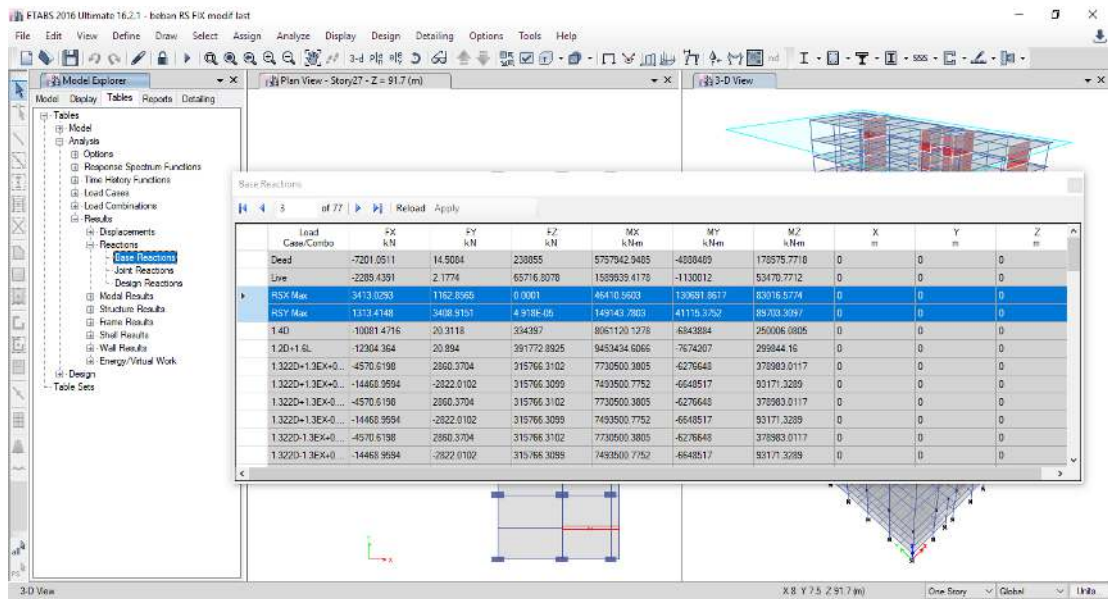 ETABS 2016 Ultimate 16.2.1 - beban RS FIX modif last
File Edit View Define Draw Select Assign Analyze Display Design Detailing Options Tools Help
Model Explorer
Plan View - Story27 - Z = 91.7 (m)
3-D View
Model Display Tables Reports Detailing
Tables
Model
Analysis
Options
Response Spectrum Functions
Time History Functions
Load Cases
Load Combinations
Results
Displacements
Reactions
Base Reactions
Joint Reactions
Design Reactions
Modal Results
Structure Results
Frame Results
Shell Results
Wall Results
Energy/Virtual Work
Design
Table Sets
Base Reactions
3 of 77 Reload Apply
Load Case/Combo FX kN FY kN FZ kN MX kN-m MY kN-m MZ kN-m X m Y m Z m
Dead -7201.0511 14.5084 238855 5757942.9485 -4888489 178575.7718 0 0 0
Live -2289.4391 2.1774 65716.8078 1589539.4178 -1130812 53470.7712 0 0 0
RSX Max 3413.0293 1162.8565 0.0001 46410.5603 130691.8617 83016.5774 0 0 0
RSY Max 1313.4148 3408.9151 4.918E-05 149143.7803 41115.3752 89703.3097 0 0 0
1.4D -10081.4716 20.3118 334397 8061120.1278 -6843884 250006.0805 0 0 0
1.2D+1.6L -12304.364 20.894 391772.8925 9453434.6066 -7674207 299844.16 0 0 0
1.322D+1.3EX+0... -4570.6198 2860.3704 315766.3102 7730500.3805 -6276648 378983.0117 0 0 0
1.322D+1.3EX+0... -14468.9594 -2822.0102 315766.3099 7493500.7752 -6648517 93171.3289 0 0 0
1.322D+1.3EX-0... -4570.6198 2860.3704 315766.3102 7730500.3805 -6276648 378983.0117 0 0 0
1.322D+1.3EX-0... -14468.9594 -2822.0102 315766.3099 7493500.7752 -6648517 93171.3289 0 0 0
1.322D-1.3EX+0... -4570.6198 2860.3704 315766.3102 7730500.3805 -6276648 378983.0117 0 0 0
1.322D-1.3EX+0... -14468.9594 -2822.0102 315766.3099 7493500.7752 -6648517 93171.3289 0 0 0
3-D View X 8 Y 7.5 Z 91.7 (m) One Story Global Units